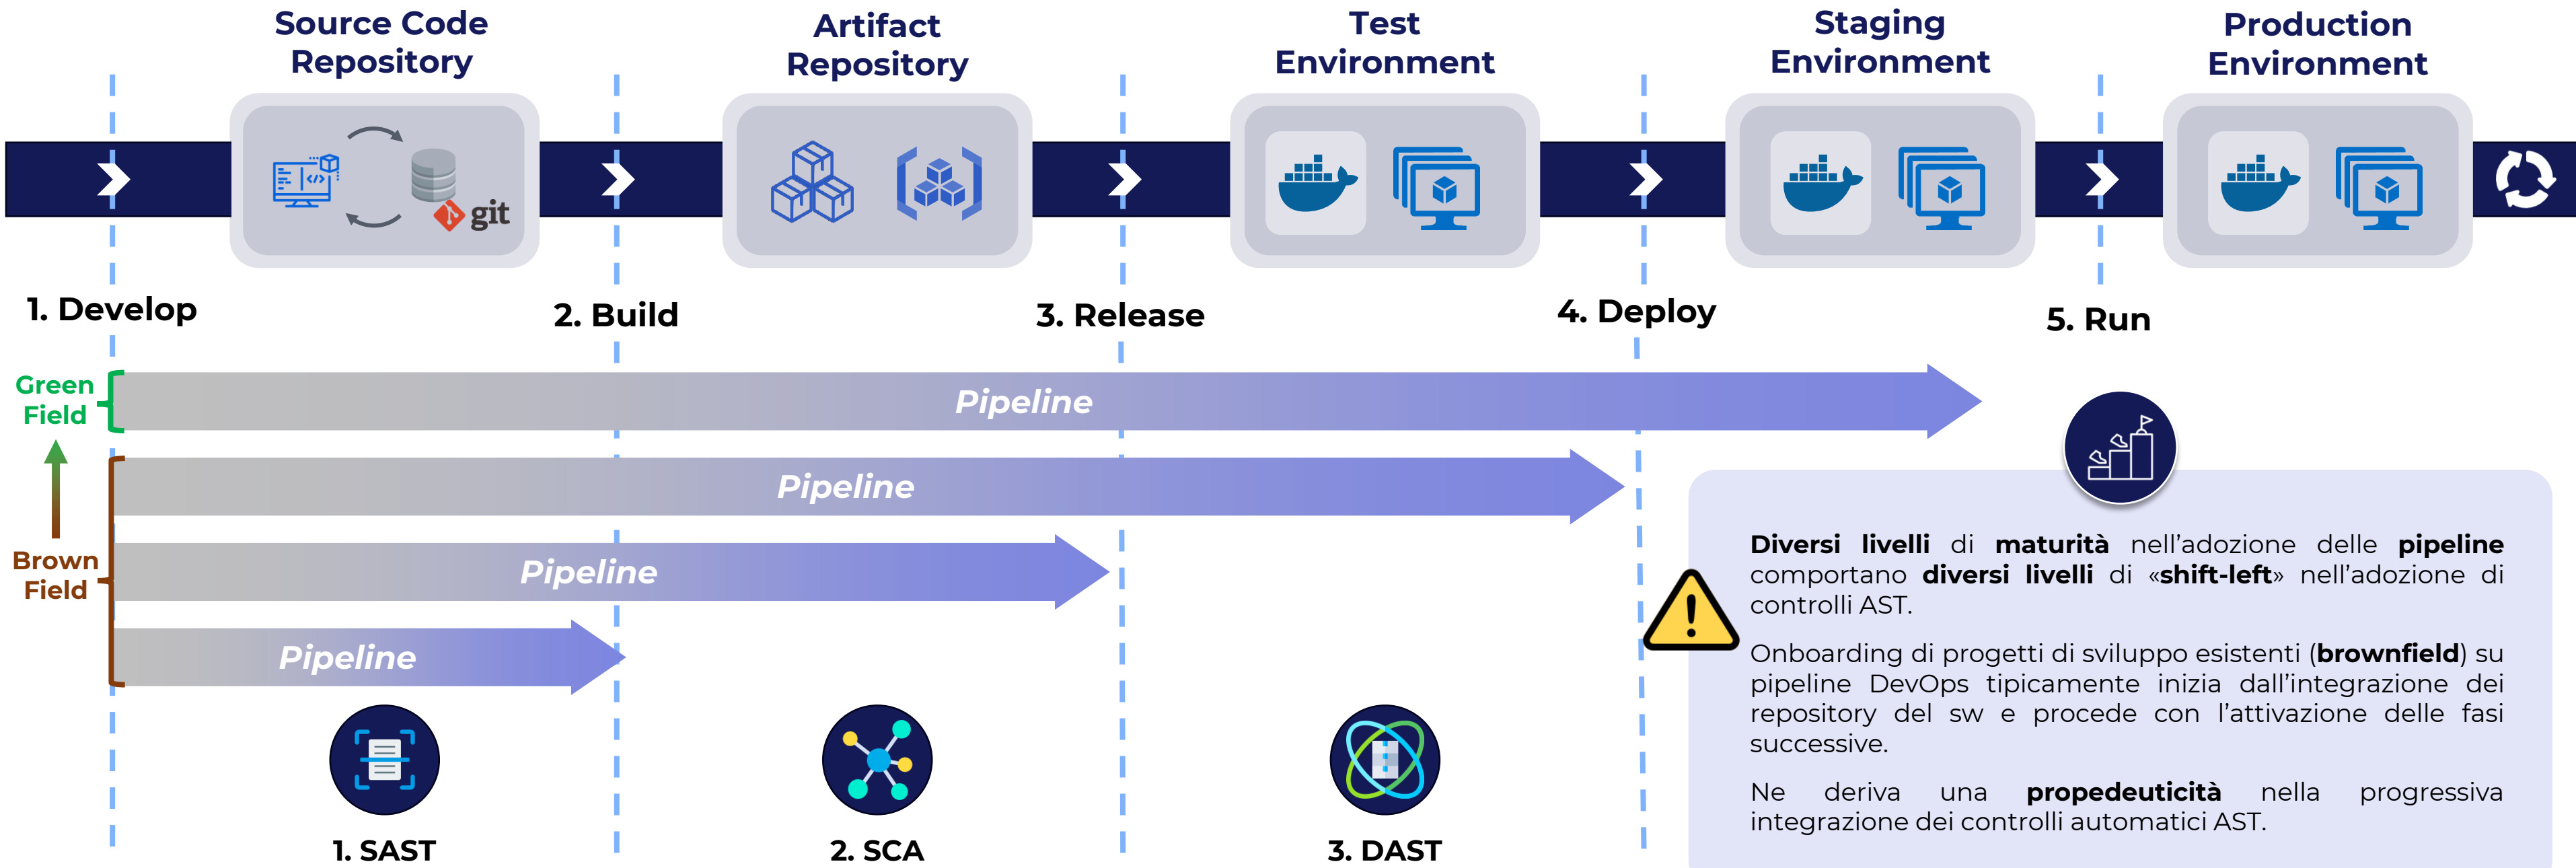 Source Code
Repository
Artifact
Repository
Test
Environment
Staging
Environment
Production
Environment
git
1. Develop
2. Build
3. Release
4. Deploy
5. Run
Green
Field
Pipeline
Pipeline
Brown
Field
Pipeline
Pipeline
1. SAST
2. SCA
3. DAST
Diversi livelli di maturità nell’adozione delle pipeline
comportano diversi livelli di «shift-left» nell’adozione di
controlli AST.
Onboarding di progetti di sviluppo esistenti (brownfield) su
pipeline DevOps tipicamente inizia dall’integrazione dei
repository del sw e procede con l’attivazione delle fasi
successive.
Ne deriva una propedeuticità nella progressiva
integrazione dei controlli automatici AST.